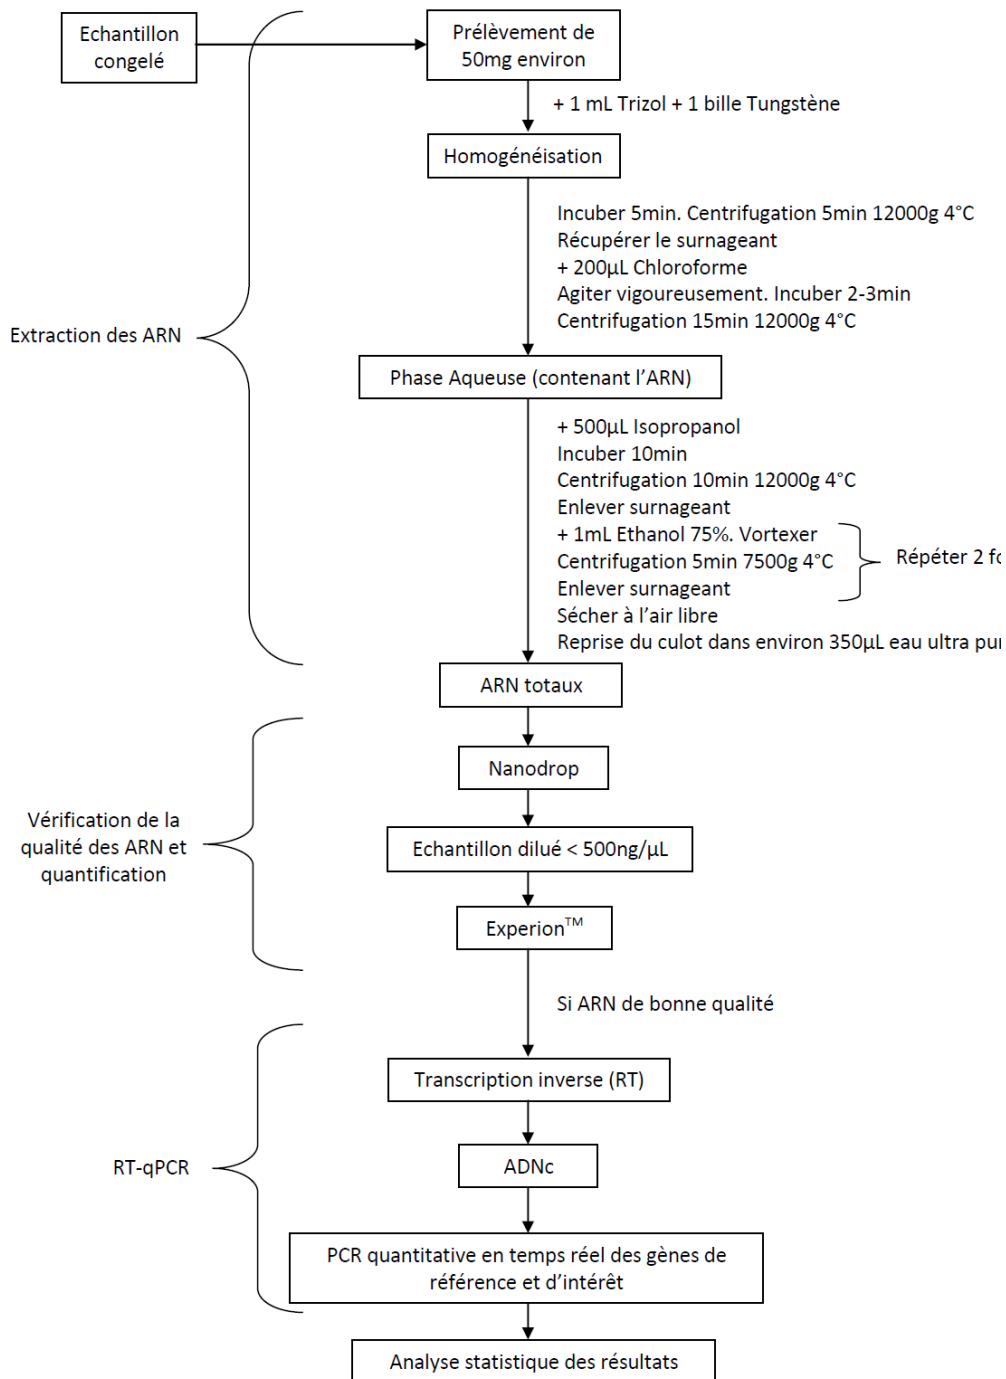 Echantillon
congelé
Prélèvement de
50mg environ
+ 1 mL Trizol + 1 bille Tungstène
Homogénéisation
Incuber 5min. Centrifugation 5min 12000g 4°C
Récupérer le surnageant
+ 200µL Chloroforme
Agiter vigoureusement. Incuber 2-3min
Centrifugation 15min 12000g 4°C
Extraction des ARN
Phase Aqueuse (contenant l’ARN)
+ 500µL Isopropanol
Incuber 10min
Centrifugation 10min 12000g 4°C
Enlever surnageant
+ 1mL Ethanol 75%. Vortexer
Centrifugation 5min 7500g 4°C
Répéter 2
Enlever surnageant
Sécher à l’air libre
Reprise du culot dans environ 350µL eau ultra
ARN totaux
Nanodrop
Vérification de la
qualité des ARN et
quantification
Echantillon dilué < 500ng/µL
Experion™
Si ARN de bonne qualité
Transcription inverse (RT)
RT-qPCR
ADNc
PCR quantitative en temps réel des gènes de
référence et d’intérêt
Analyse statistique des résultats